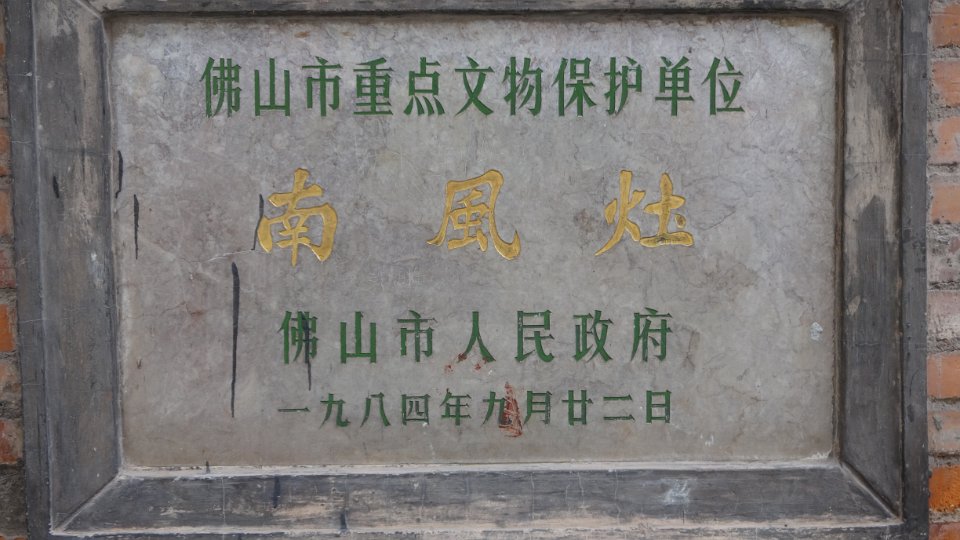 佛山市重点文物保护单位
南風灶
佛山市人民政府
一九八四年九月廿二日